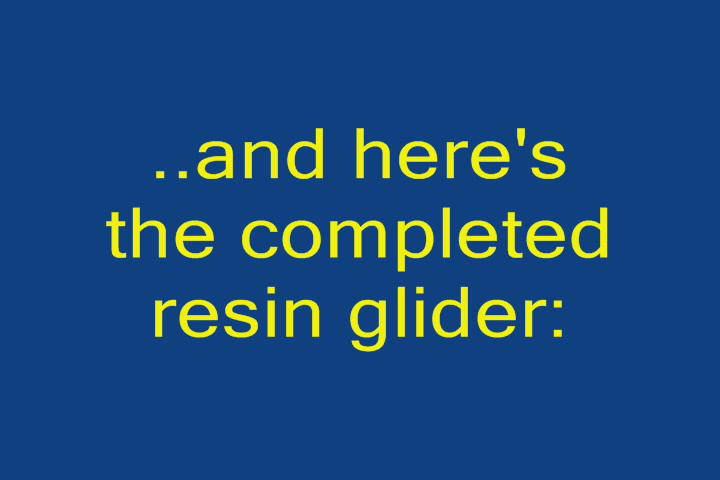 ..and here's
the completed
resin glider: